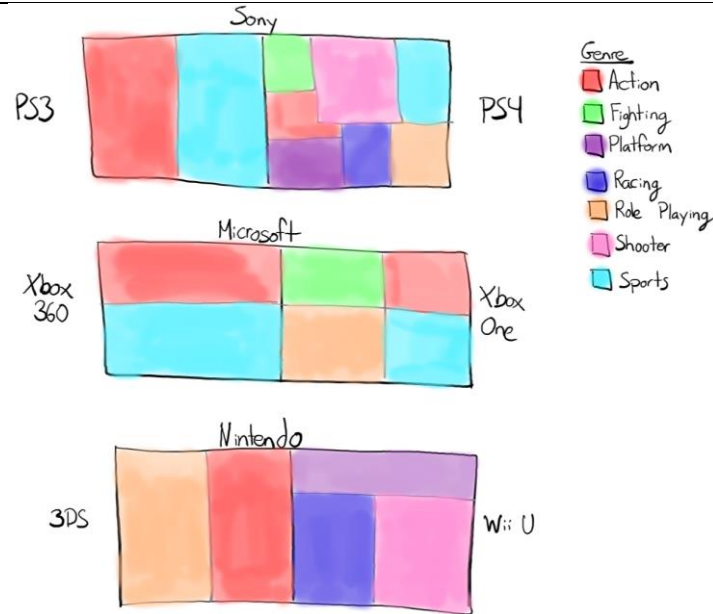 Sony
PS3
PS4
Genre
Action
Fighting
Platform
Racing
Role Playing
Shooter
Sports
Microsoft
Xbox
360
Xbox
One
Nintendo
3DS
Wii U